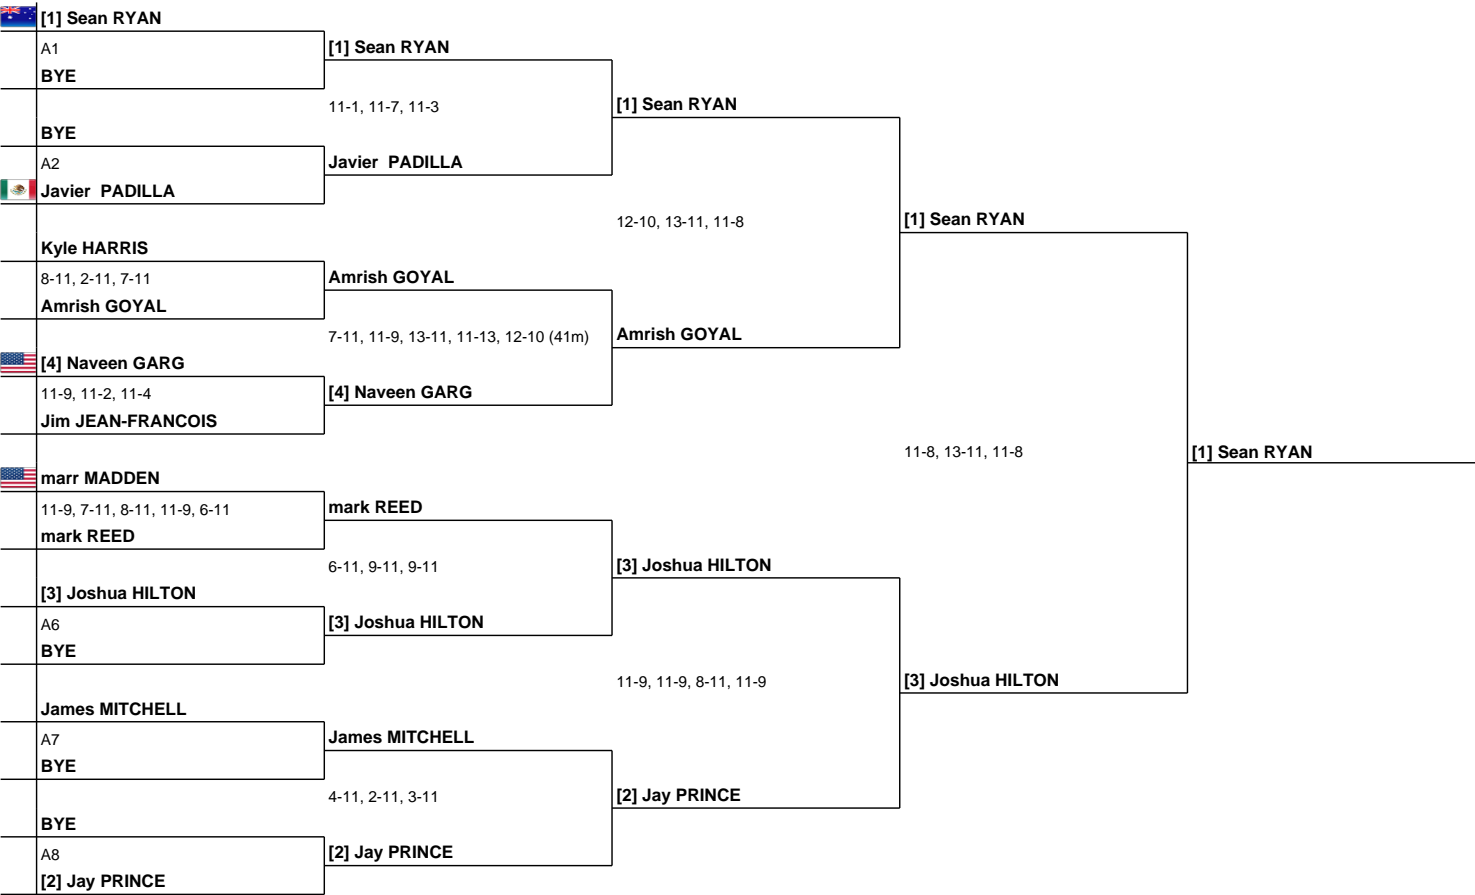 [1] Sean RYAN
A1
BYE
BYE
A2
Javier  PADILLA
Kyle HARRIS
8-11, 2-11, 7-11
Amrish GOYAL
[4] Naveen GARG
11-9, 11-2, 11-4
Jim JEAN-FRANCOIS
marr MADDEN
11-9, 7-11, 8-11, 11-9, 6-11
mark REED
[3] Joshua HILTON
A6
BYE
James MITCHELL
A7
BYE
BYE
A8
[2] Jay PRINCE
[1] Sean RYAN
11-1, 11-7, 11-3
Javier  PADILLA
Amrish GOYAL
7-11, 11-9, 13-11, 11-13, 12-10 (41m)
[4] Naveen GARG
mark REED
6-11, 9-11, 9-11
[3] Joshua HILTON
James MITCHELL
4-11, 2-11, 3-11
[2] Jay PRINCE
[1] Sean RYAN
12-10, 13-11, 11-8
Amrish GOYAL
[3] Joshua HILTON
11-9, 11-9, 8-11, 11-9
[2] Jay PRINCE
[1] Sean RYAN
11-8, 13-11, 11-8
[3] Joshua HILTON
[1] Sean RYAN